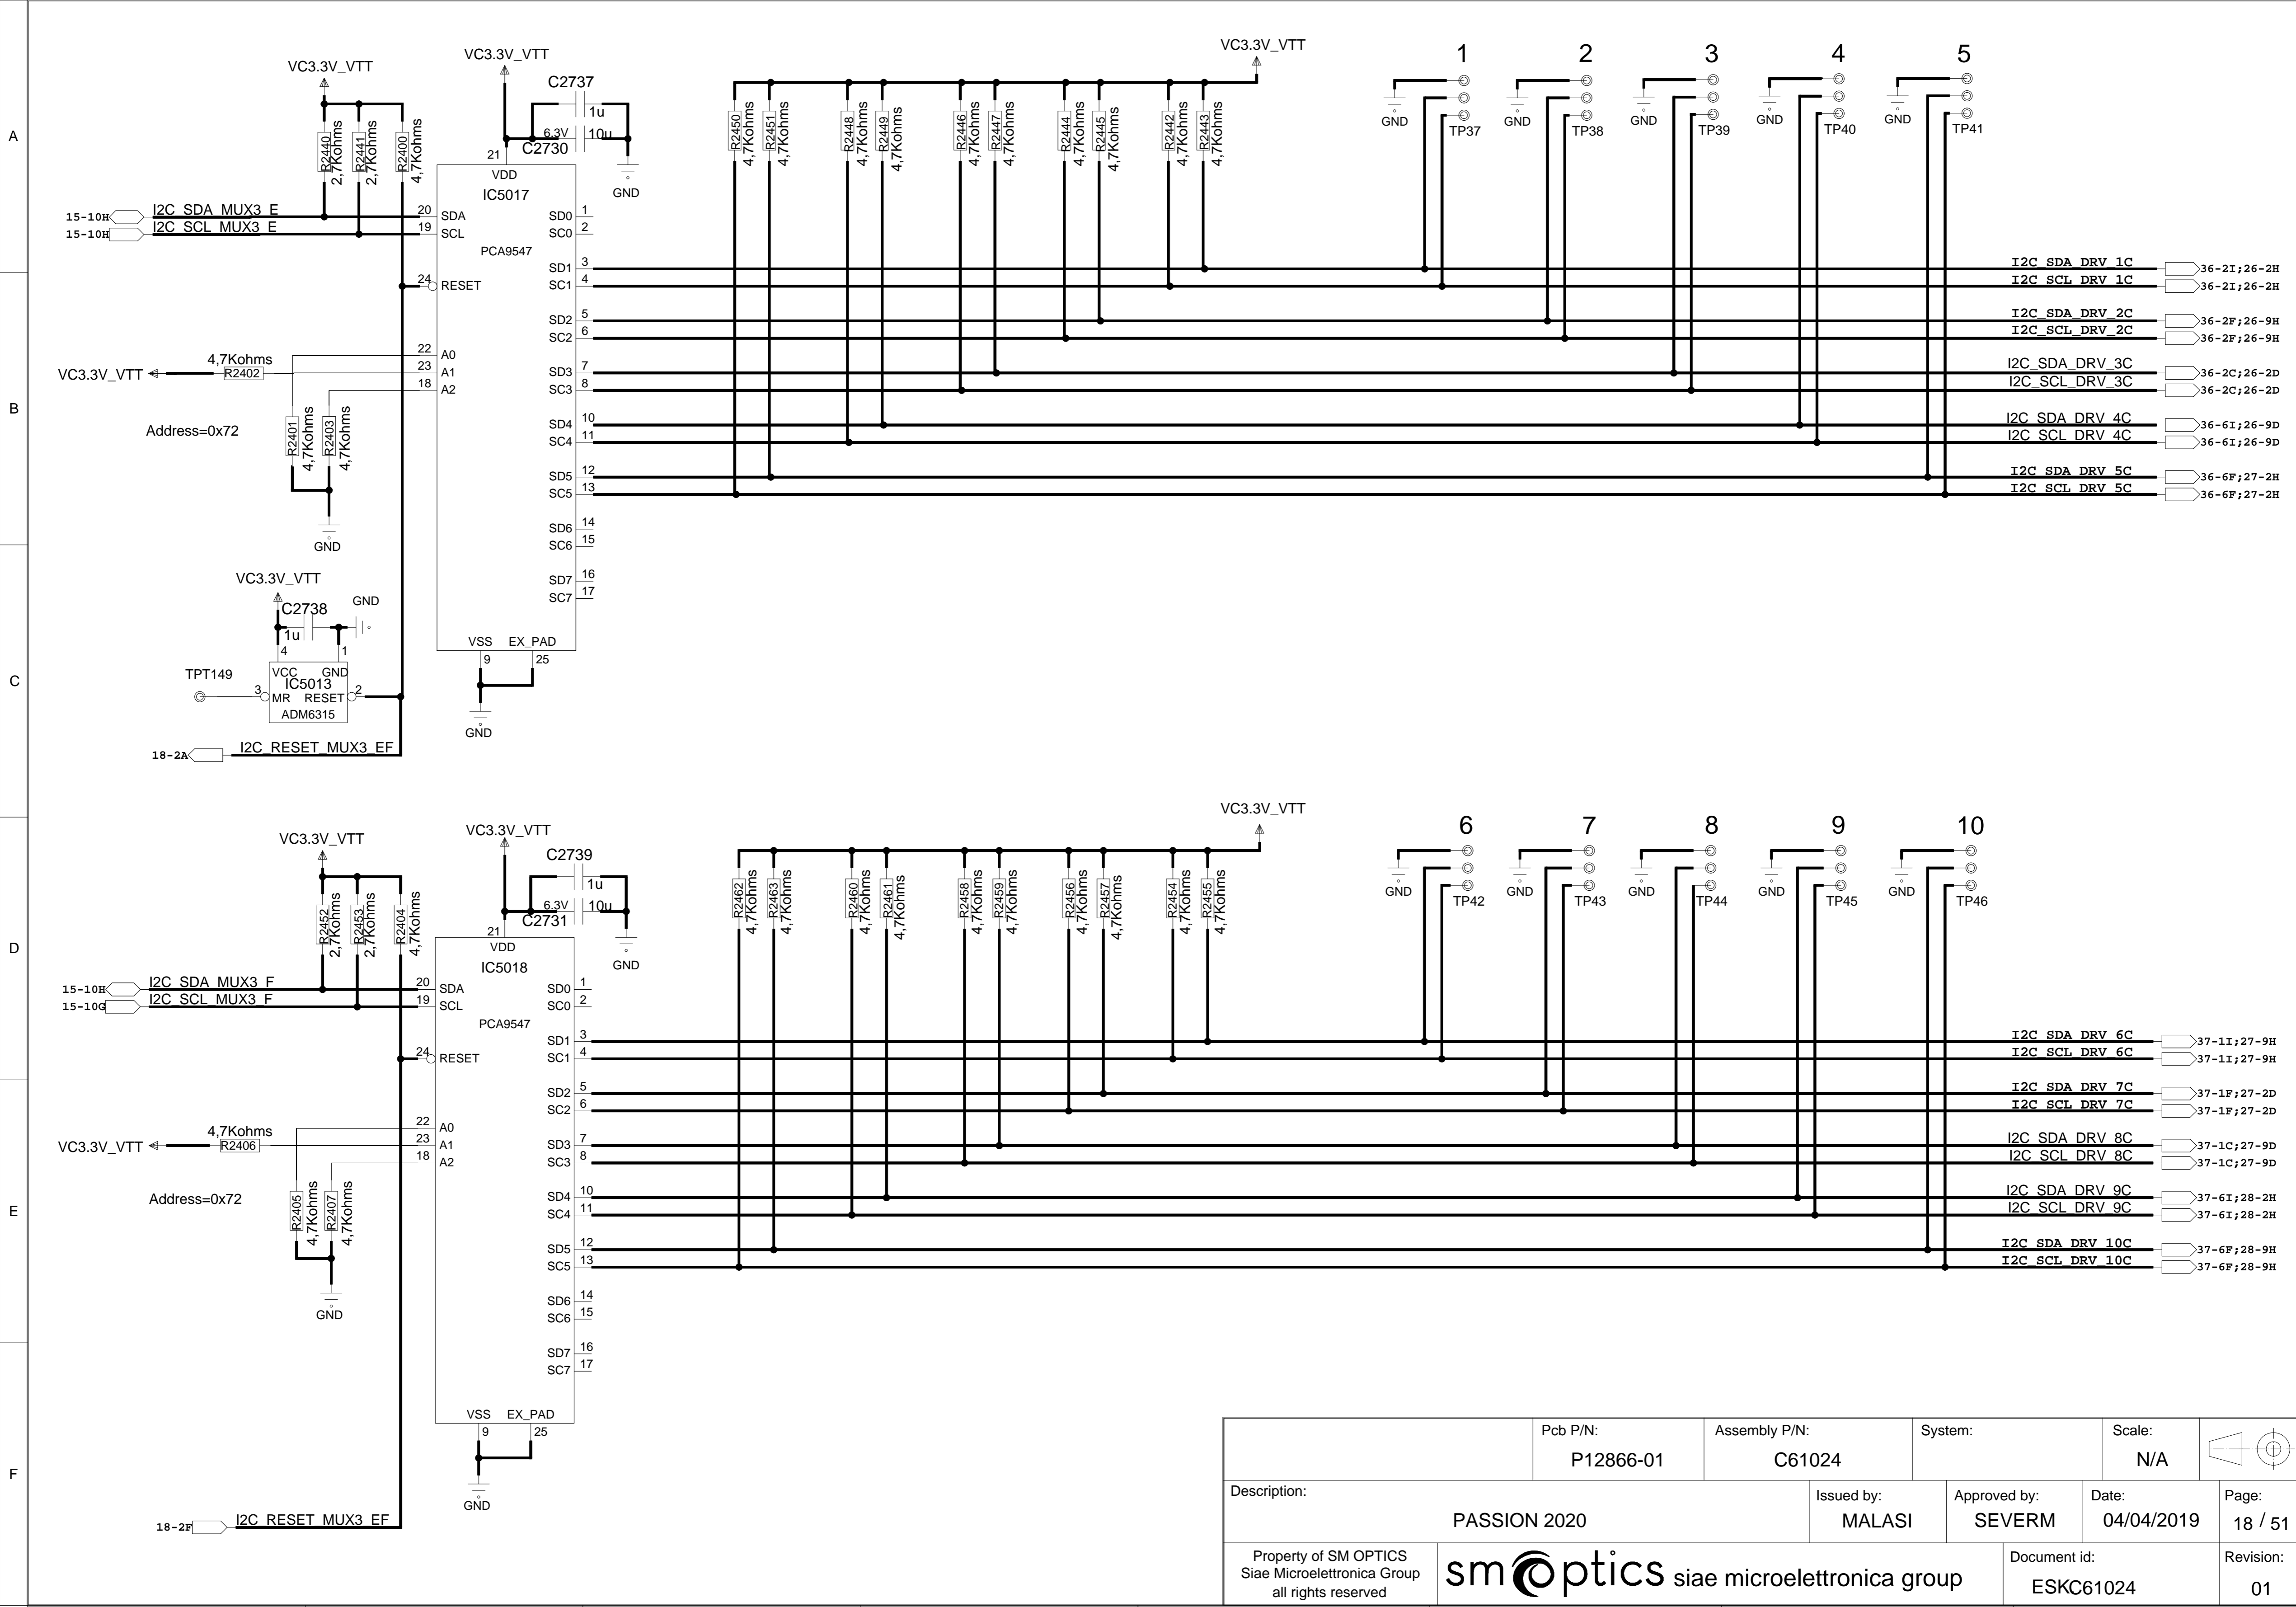 A
B
C
D
E
F
VC3.3V_VTT
R2440
2,7Kohms
R2441
2,7Kohms
R2400
4,7Kohms
VC3.3V_VTT
C2737
1u
6.3V
10u
C2730
GND
21
VDD
IC5017
PCA9547
15-10H
I2C_SDA_MUX3_E
20
SDA
15-10H
I2C_SCL_MUX3_E
19
SCL
24
RESET
22
A0
23
A1
18
A2
VC3.3V_VTT
4,7Kohms
R2402
Address=0x72
R2401
4,7Kohms
R2403
4,7Kohms
GND
SD0 1
SC0 2
SD1 3
SC1 4
SD2 5
SC2 6
SD3 7
SC3 8
SD4 10
SC4 11
SD5 12
SC5 13
SD6 14
SC6 15
SD7 16
SC7 17
VSS
EX_PAD
9
25
GND
VC3.3V_VTT
C2738
1u
GND
4
1
VCC
GND
IC5013
TPT149
3
MR
RESET
2
ADM6315
18-2A
I2C_RESET_MUX3_EF
VC3.3V_VTT
R2450
4,7Kohms
R2451
4,7Kohms
R2448
4,7Kohms
R2449
4,7Kohms
R2446
4,7Kohms
R2447
4,7Kohms
R2444
4,7Kohms
R2445
4,7Kohms
R2442
4,7Kohms
R2443
4,7Kohms
1
GND
TP37
2
GND
TP38
3
GND
TP39
4
GND
TP40
5
GND
TP41
I2C_SDA_DRV_1C
36-2I;26-2H
I2C_SCL_DRV_1C
36-2I;26-2H
I2C_SDA_DRV_2C
36-2F;26-9H
I2C_SCL_DRV_2C
36-2F;26-9H
I2C_SDA_DRV_3C
36-2C;26-2D
I2C_SCL_DRV_3C
36-2C;26-2D
I2C_SDA_DRV_4C
36-6I;26-9D
I2C_SCL_DRV_4C
36-6I;26-9D
I2C_SDA_DRV_5C
36-6F;27-2H
I2C_SCL_DRV_5C
36-6F;27-2H
VC3.3V_VTT
R2452
2,7Kohms
R2453
2,7Kohms
R2404
4,7Kohms
VC3.3V_VTT
C2739
1u
6.3V
10u
C2731
GND
21
VDD
IC5018
PCA9547
15-10H
I2C_SDA_MUX3_F
20
SDA
15-10G
I2C_SCL_MUX3_F
19
SCL
24
RESET
22
A0
23
A1
18
A2
VC3.3V_VTT
4,7Kohms
R2406
Address=0x72
R2405
4,7Kohms
R2407
4,7Kohms
GND
SD0 1
SC0 2
SD1 3
SC1 4
SD2 5
SC2 6
SD3 7
SC3 8
SD4 10
SC4 11
SD5 12
SC5 13
SD6 14
SC6 15
SD7 16
SC7 17
VSS
EX_PAD
9
25
GND
18-2F
I2C_RESET_MUX3_EF
VC3.3V_VTT
R2462
4,7Kohms
R2463
4,7Kohms
R2460
4,7Kohms
R2461
4,7Kohms
R2458
4,7Kohms
R2459
4,7Kohms
R2456
4,7Kohms
R2457
4,7Kohms
R2454
4,7Kohms
R2455
4,7Kohms
6
GND
TP42
7
GND
TP43
8
GND
TP44
9
GND
TP45
10
GND
TP46
I2C_SDA_DRV_6C
37-1I;27-9H
I2C_SCL_DRV_6C
37-1I;27-9H
I2C_SDA_DRV_7C
37-1F;27-2D
I2C_SCL_DRV_7C
37-1F;27-2D
I2C_SDA_DRV_8C
37-1C;27-9D
I2C_SCL_DRV_8C
37-1C;27-9D
I2C_SDA_DRV_9C
37-6I;28-2H
I2C_SCL_DRV_9C
37-6I;28-2H
I2C_SDA_DRV_10C
37-6F;28-9H
I2C_SCL_DRV_10C
37-6F;28-9H
Pcb P/N:
P12866-01
Assembly P/N:
C61024
System:
Scale:
N/A
Description:
PASSION 2020
Issued by:
MALASI
Approved by:
SEVERM
Date:
04/04/2019
Page:
18 / 51
Property of SM OPTICS
Siae Microelettronica Group
all rights reserved
sm optics siae microelettronica group
Document id:
ESKC61024
Revision:
01